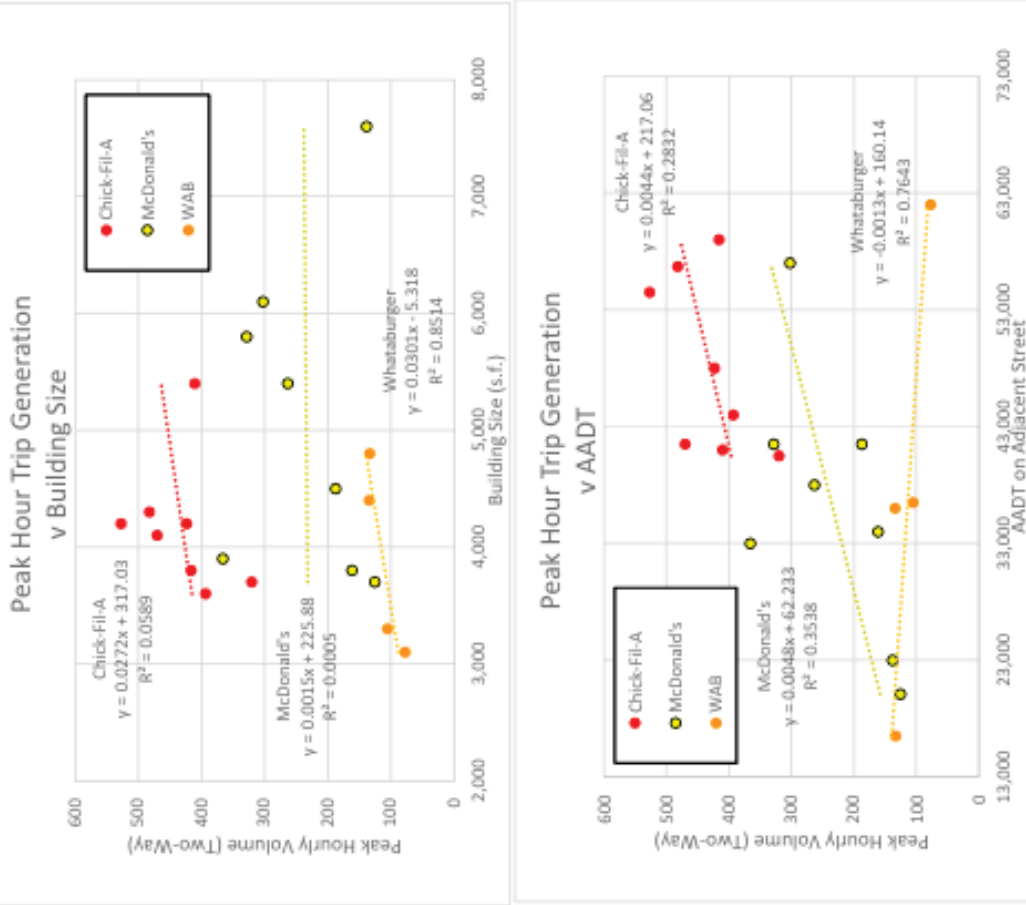 Peak Hour Trip Generation
v Building Size
Peak Hourly Volume (Two-Way)
600
500
400
300
200
100
0
Chick-Fil-A
y = 0.0272x + 317.03
R² = 0.0589
McDonald's
y = 0.0015x + 225.88
R² = 0.0005
Whataburger
y = 0.0301x - 5.318
R² = 0.8514
Chick-Fil-A
McDonald's
WAB
2,000
3,000
4,000
5,000
6,000
7,000
8,000
Building Size (s.f.)
Peak Hour Trip Generation
v AADT
Peak Hourly Volume (Two-Way)
600
500
400
300
200
100
0
Chick-Fil-A
McDonald's
WAB
McDonald's
y = 0.0048x + 62.233
R² = 0.3538
Chick-Fil-A
y = 0.0044x + 217.06
R² = 0.2832
Whataburger
y = -0.0013x + 160.14
R² = 0.7643
13,000
23,000
33,000
43,000
53,000
63,000
73,000
AADT on Adjacent Street